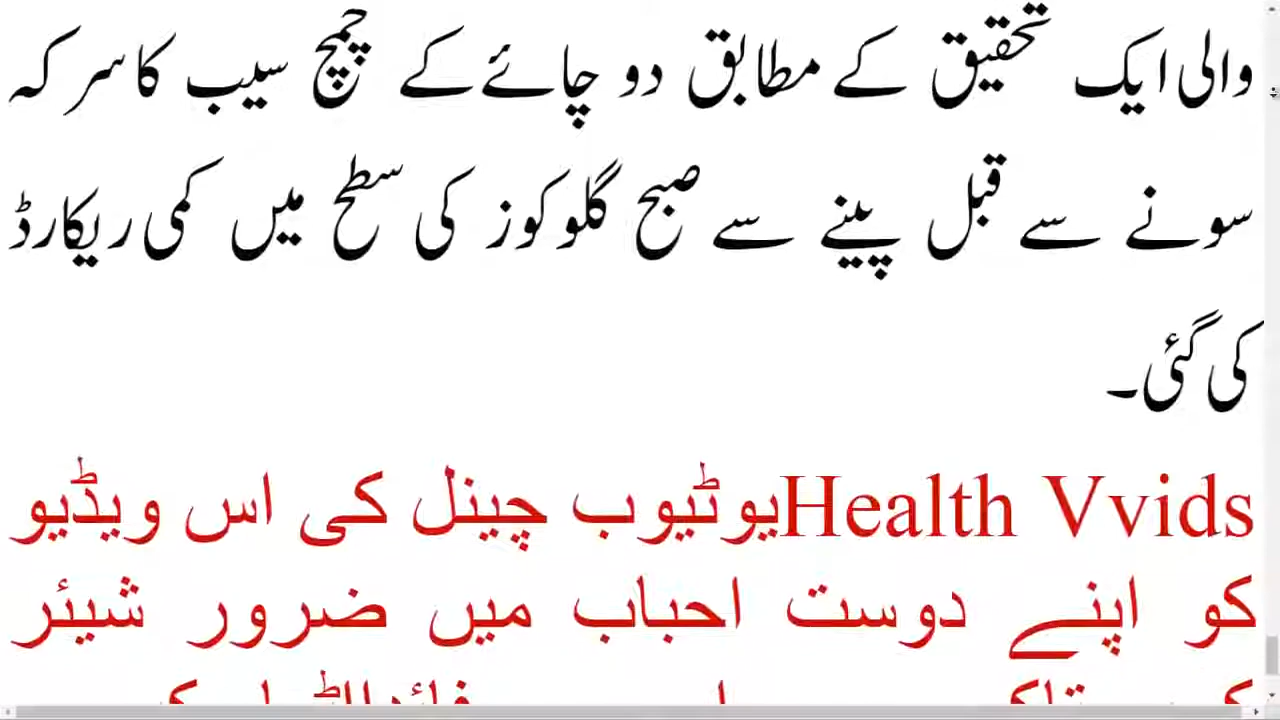 والی ایک تحقیق کے مطابق دو چائے کے چمچ سیب کا سرکہ
سونے سے قبل پینے سے صبح گلوکوز کی سطح میں کمی ریکارڈ
کی گئی۔
Health Vvidsیوٹیوب چینل کی اس ویڈیو
کو اپنے دوست احباب میں ضرور شیئر